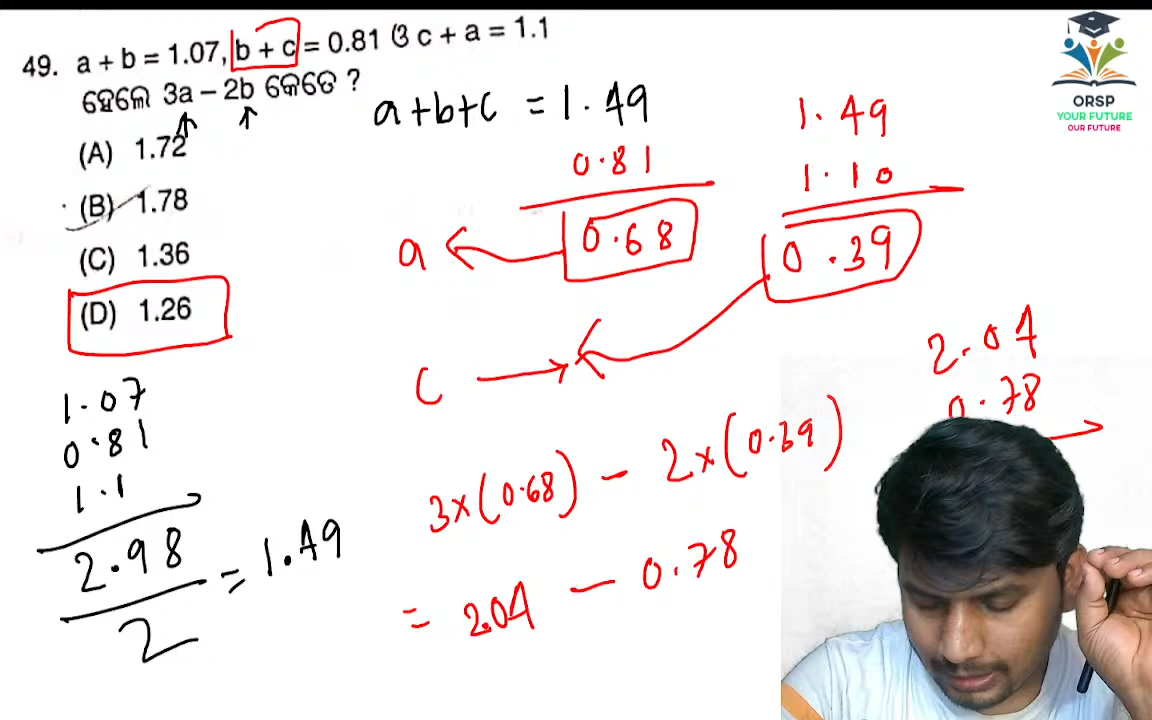 49. a + b = 1.07, b + c = 0.81 ଓ c + a = 1.1
ହେଲେ 3a – 2b କେତେ ?
(A) 1.72
(B) 1.78
(C) 1.36
(D) 1.26
a+b+c = 1.49
0.81
0.68
a
1.49
1.10
0.39
c
1.07
0.81
1.1
2.98
2
= 1.49
3×(0.68) – 2×(0.39)
= 2.04 – 0.78
2.04
0.78
ORSP
YOUR FUTURE
OUR FUTURE